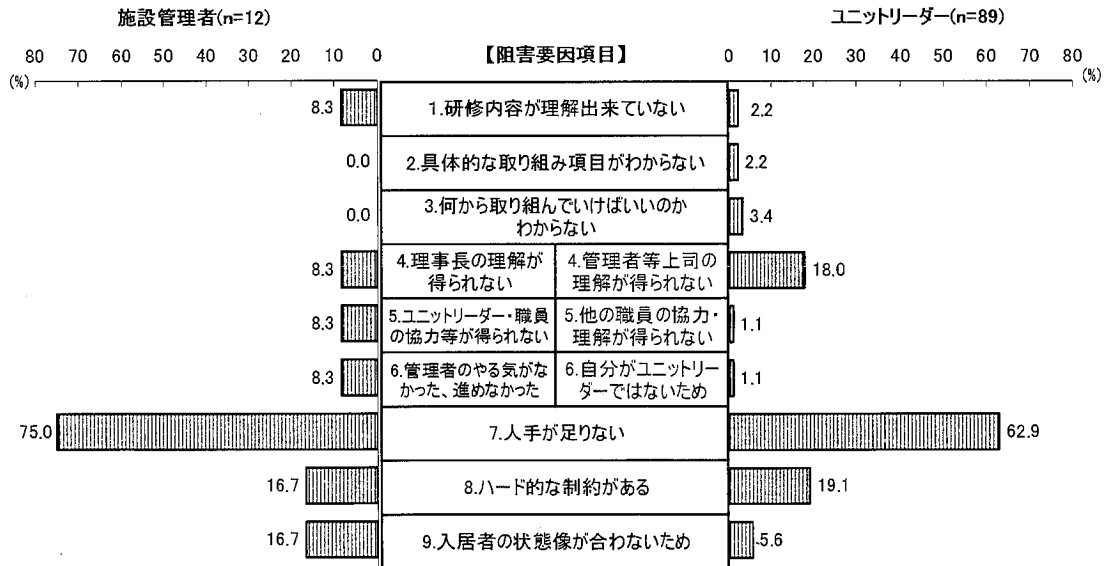 施設管理者(n=12)
ユニットリーダー(n=89)
80 70 60 50 40 30 20 10 0
【阻害要因項目】
0 10 20 30 40 50 60 70 80
(%)
(%)
8.3
1.研修内容が理解出来ていない
2.2
0.0
2.具体的な取り組み項目がわからない
2.2
0.0
3.何から取り組んでいけばいいのか
わからない
3.4
8.3
4.理事長の理解が
得られない
4.管理者等上司の
理解が得られない
18.0
8.3
5.ユニットリーダー・職員
の協力等が得られない
5.他の職員の協力・
理解が得られない
1.1
8.3
6.管理者のやる気がな
かった、進めなかった
6.自分がユニットリー
ダーではないため
1.1
75.0
7.人手が足りない
62.9
16.7
8.ハード的な制約がある
19.1
16.7
9.入居者の状態像が合わないため
5.6